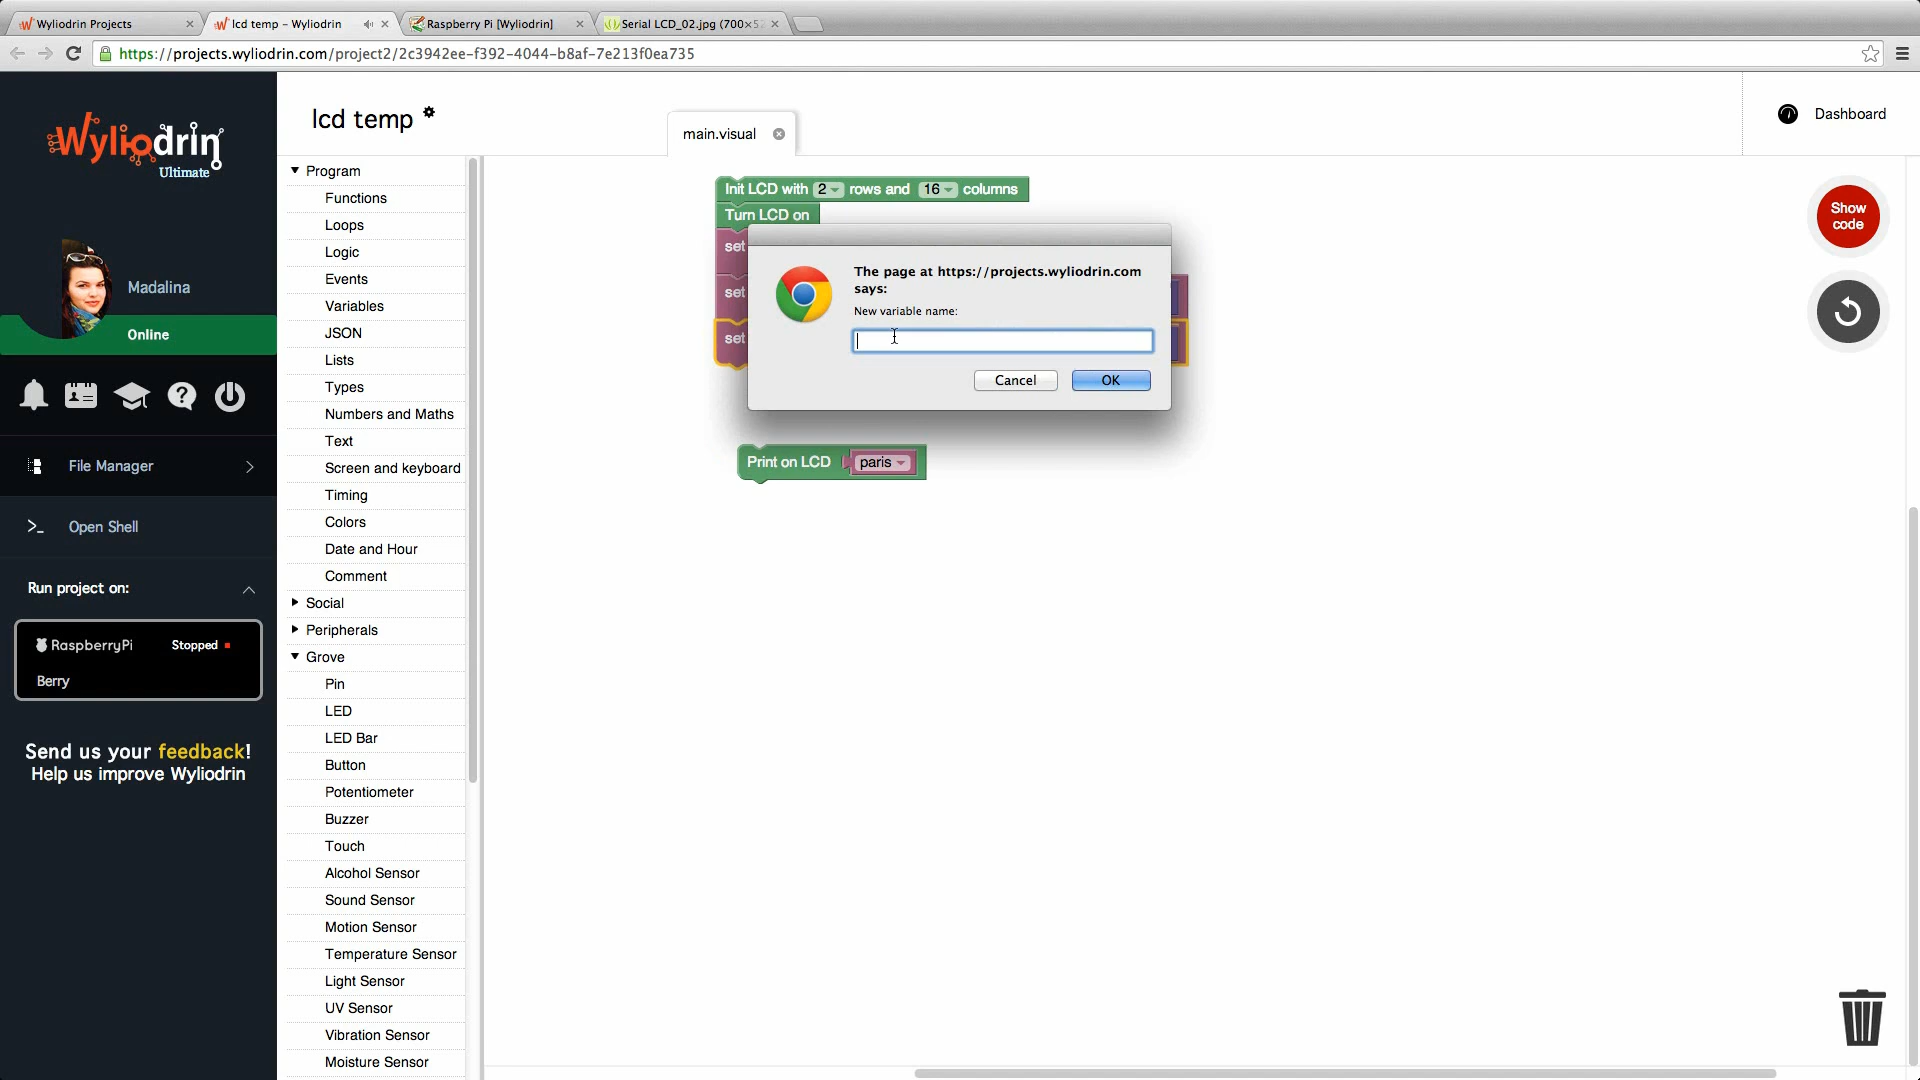 Wyliodrin Projects
lcd temp – Wyliodrin
Raspberry Pi [Wyliodrin]
Serial LCD_02.jpg (700×5
https://projects.wyliodrin.com/project2/2c3942ee-f392-4044-b8af-7e213f0ea735
Wyliodrin
Ultimate
lcd temp
main.visual
Dashboard
Madalina
Online
File Manager
>_ Open Shell
Run project on:
RaspberryPi
Stopped
Berry
Send us your feedback!
Help us improve Wyliodrin
Program
Functions
Loops
Logic
Events
Variables
JSON
Lists
Types
Numbers and Maths
Text
Screen and keyboard
Timing
Colors
Date and Hour
Comment
Social
Peripherals
Grove
Pin
LED
LED Bar
Button
Potentiometer
Buzzer
Touch
Alcohol Sensor
Sound Sensor
Motion Sensor
Temperature Sensor
Light Sensor
UV Sensor
Vibration Sensor
Moisture Sensor
Init LCD with 2 rows and 16 columns
Turn LCD on
set
set
set
The page at https://projects.wyliodrin.com
says:
New variable name:
Cancel
OK
Print on LCD paris
Show
code